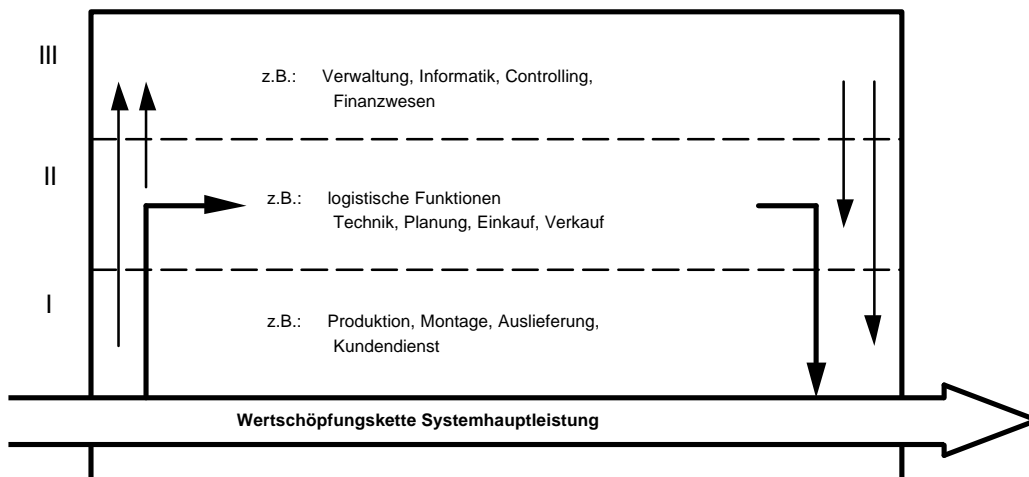 III
z.B.: Verwaltung, Informatik, Controlling,
Finanzwesen
II
z.B.: logistische Funktionen
Technik, Planung, Einkauf, Verkauf
I
z.B.: Produktion, Montage, Auslieferung,
Kundendienst
Wertschöpfungskette Systemhauptleistung